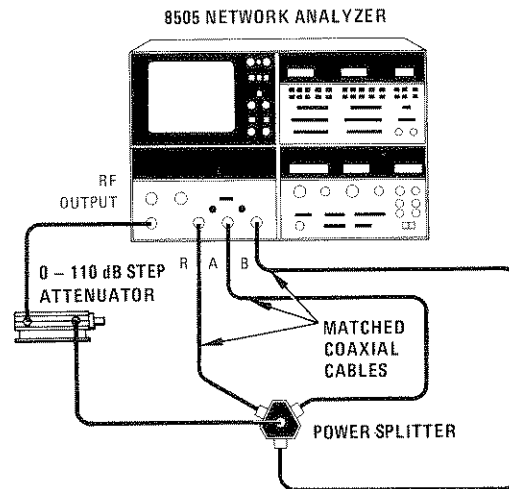 8505 NETWORK ANALYZER
RF
OUTPUT
R A B
0 – 110 dB STEP
ATTENUATOR
MATCHED
COAXIAL
CABLES
POWER SPLITTER